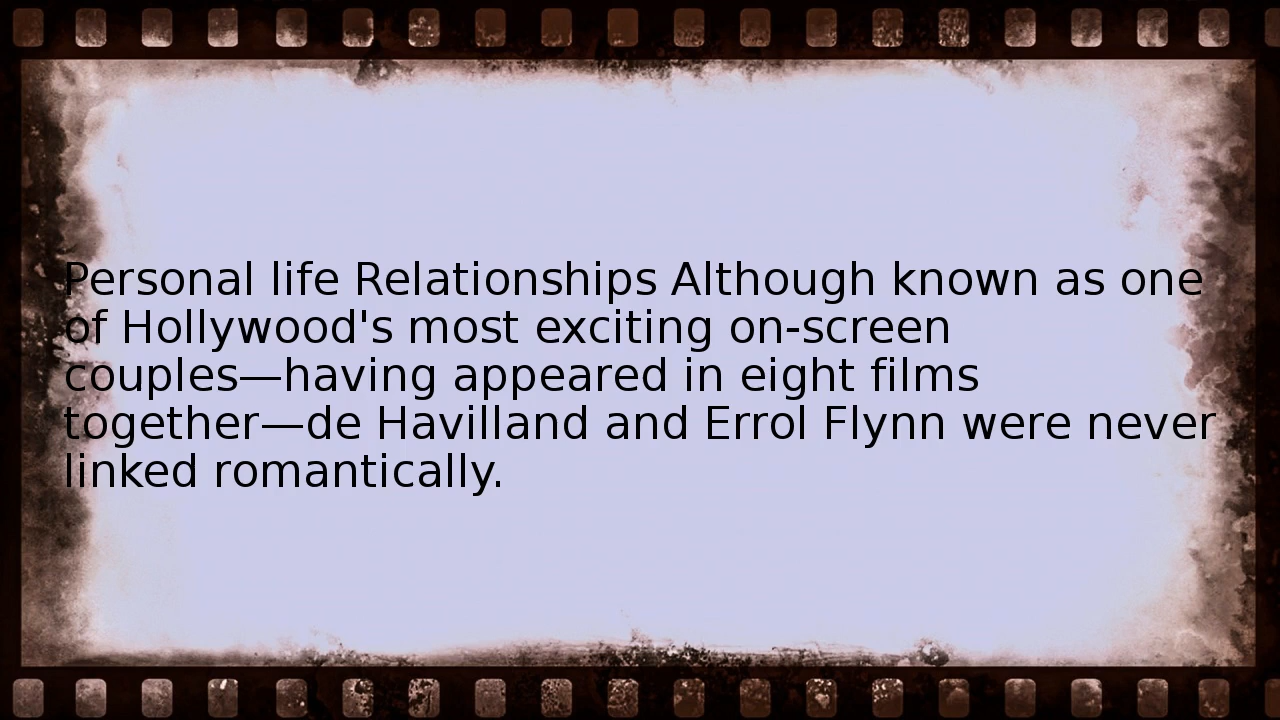 Personal life Relationships Although known as one
of Hollywood's most exciting on-screen
couples—having appeared in eight films
together—de Havilland and Errol Flynn were never
linked romantically.